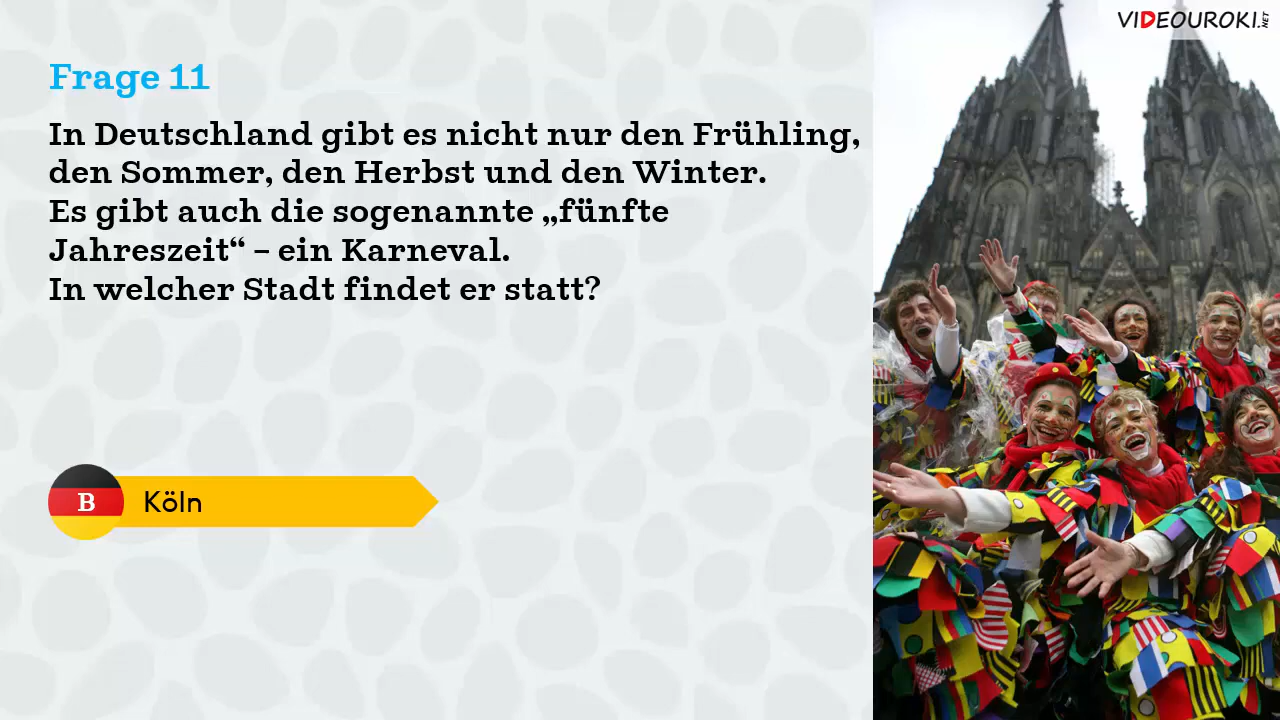 VIDEOUROKI.NET
Frage 11
In Deutschland gibt es nicht nur den Frühling,
den Sommer, den Herbst und den Winter.
Es gibt auch die sogenannte „fünfte
Jahreszeit“ – ein Karneval.
In welcher Stadt findet er statt?
B Köln